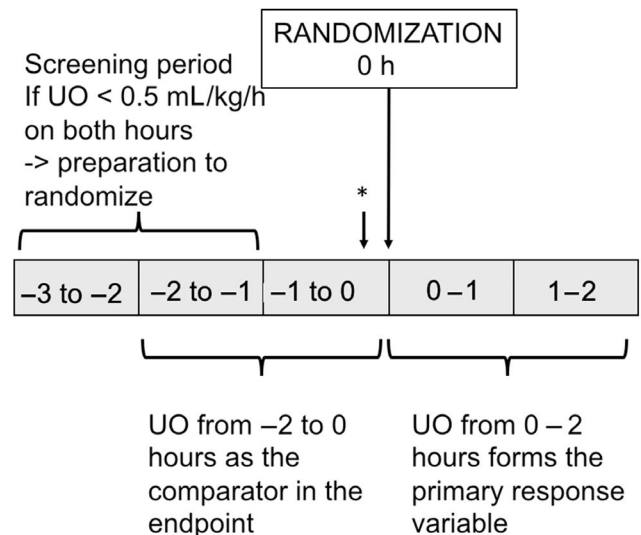 RANDOMIZATION
0 h
Screening period
If UO < 0.5 mL/kg/h
on both hours
-> preparation to
randomize
*
–3 to –2
–2 to –1
–1 to 0
0–1
1–2
UO from –2 to 0
hours as the
comparator in the
endpoint
UO from 0 – 2
hours forms the
primary response
variable